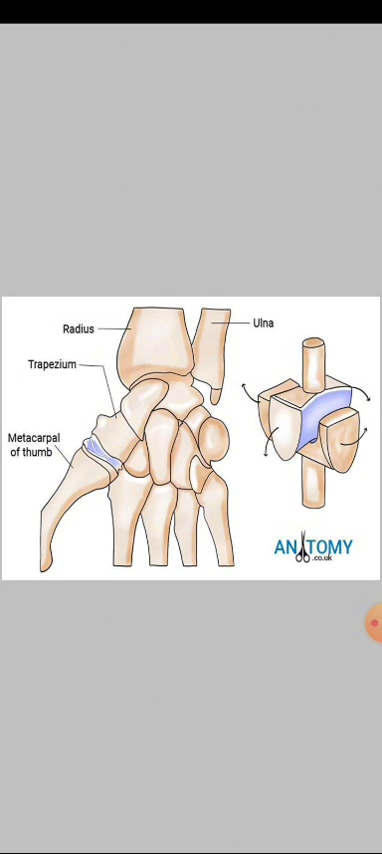 Radius
Ulna
Trapezium
Metacarpal
of thumb
ANATOMY
.co.uk